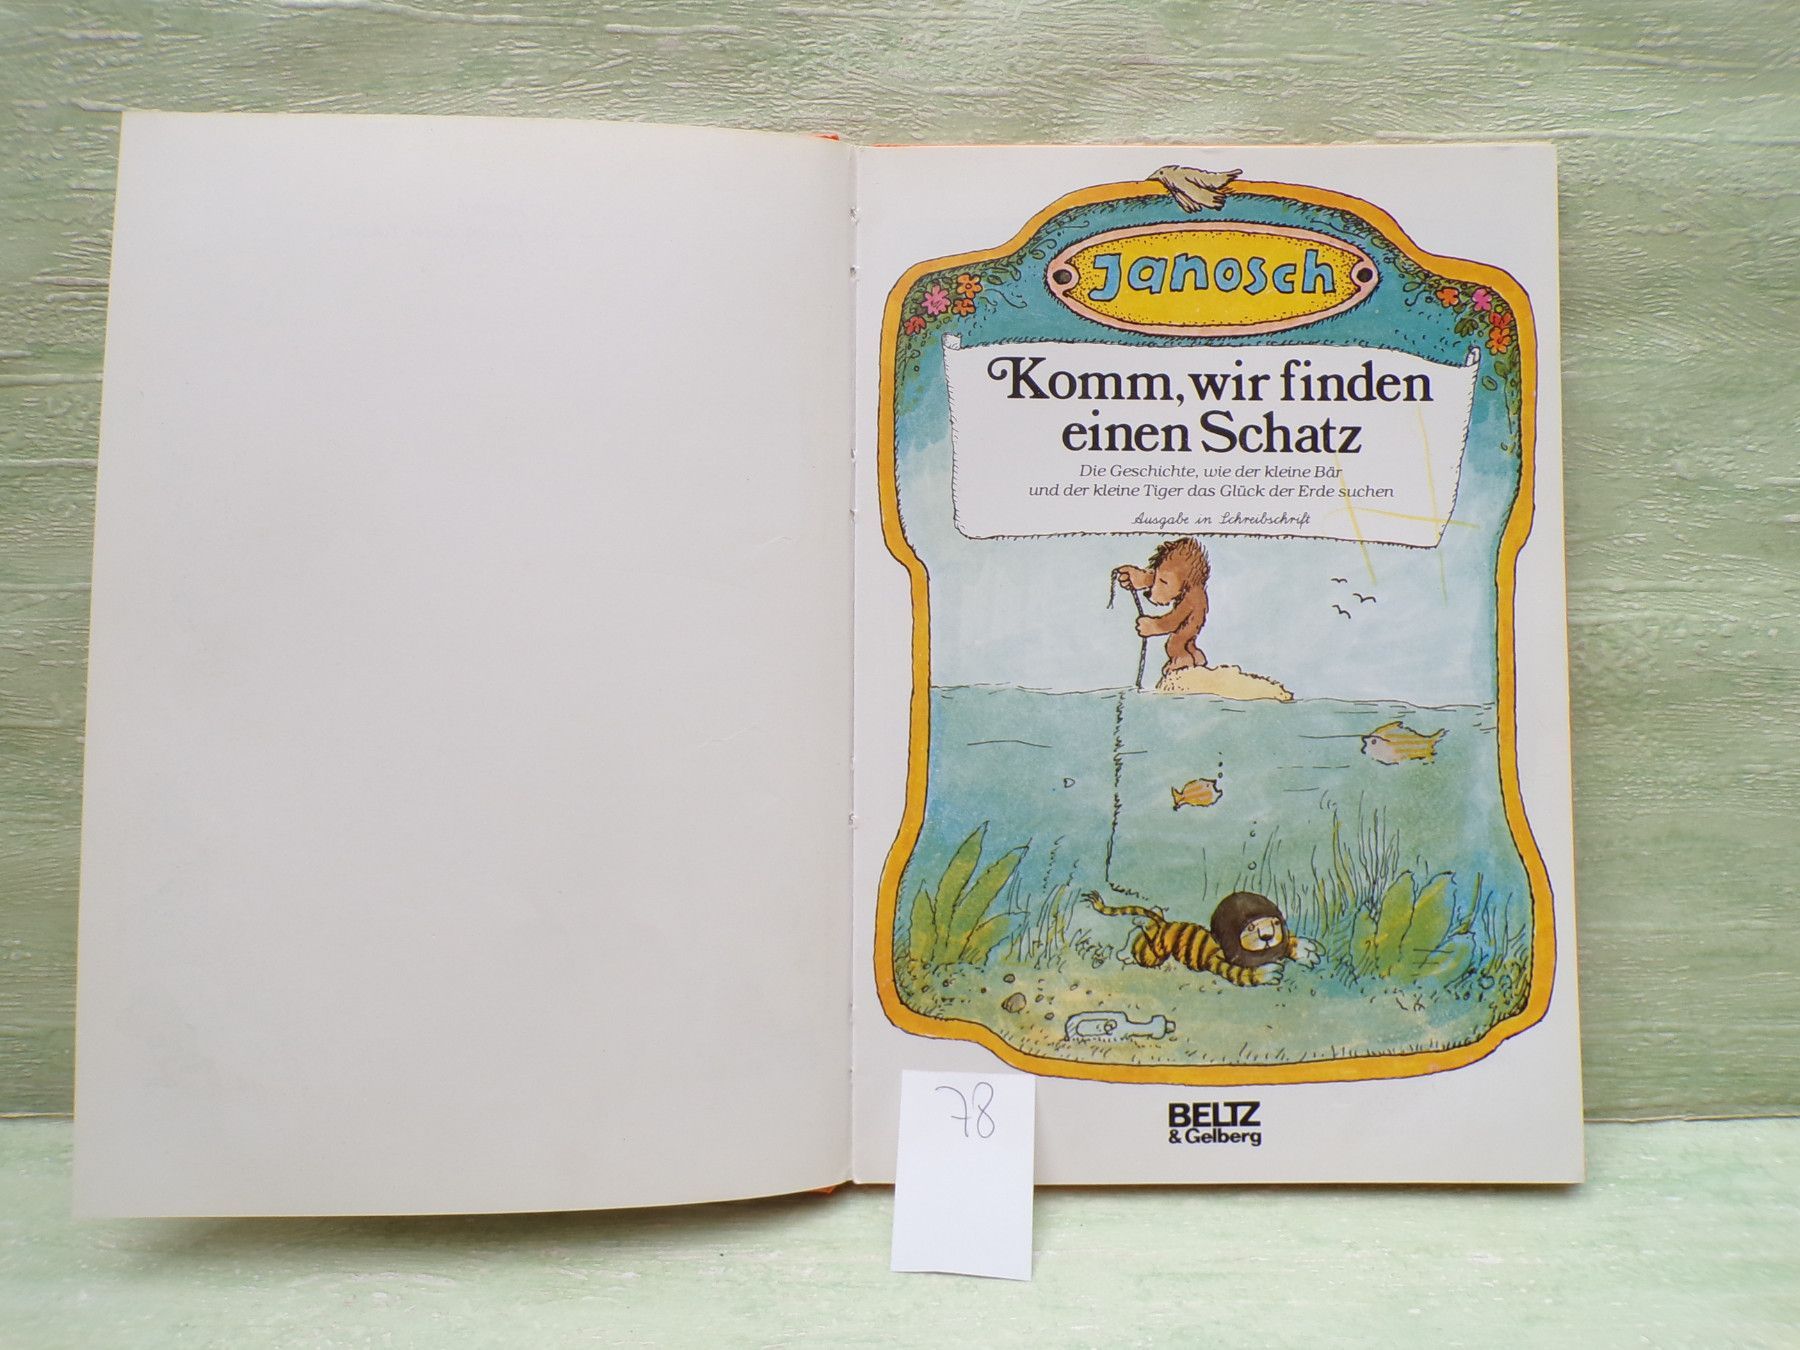 Janosch
Komm, wir finden
einen Schatz
Die Geschichte, wie der kleine Bär
und der kleine Tiger das Glück der Erde suchen
Ausgabe in Schreibschrift
78
BELTZ
& Gelberg